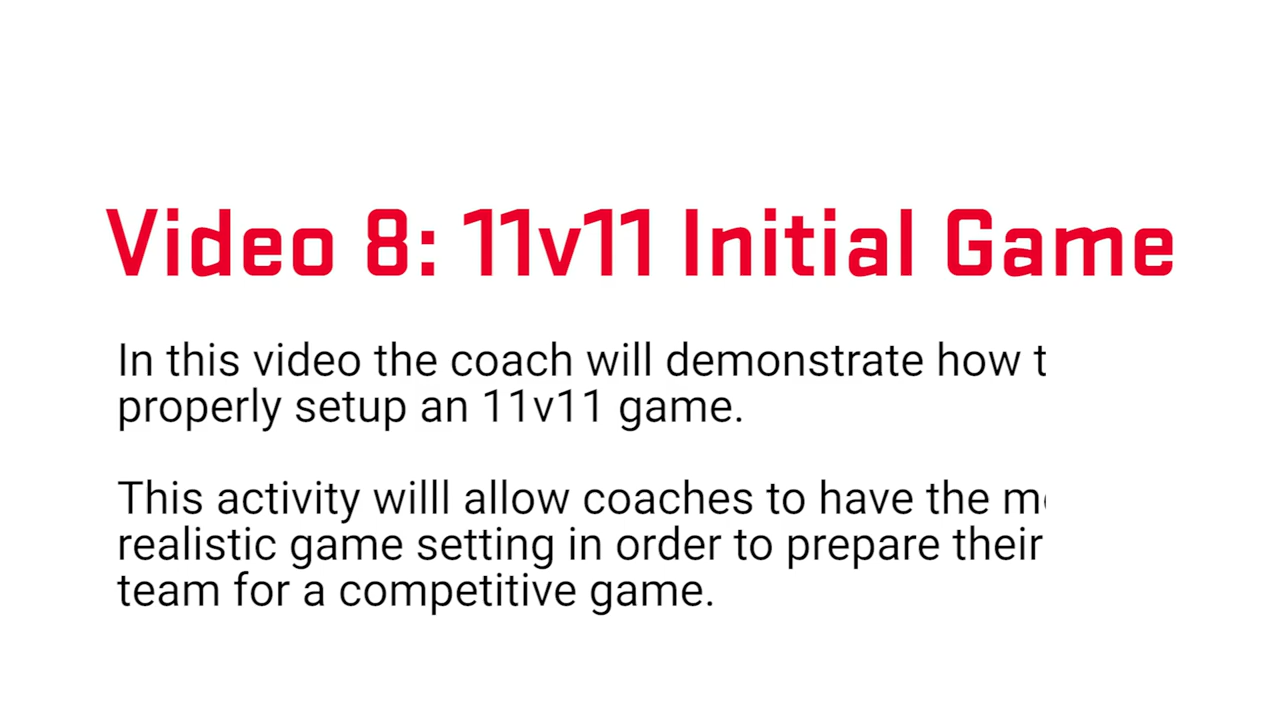 Video 8: 11v11 Initial Game
In this video the coach will demonstrate how t
properly setup an 11v11 game.
This activity willl allow coaches to have the
realistic game setting in order to prepare their
team for a competitive game.